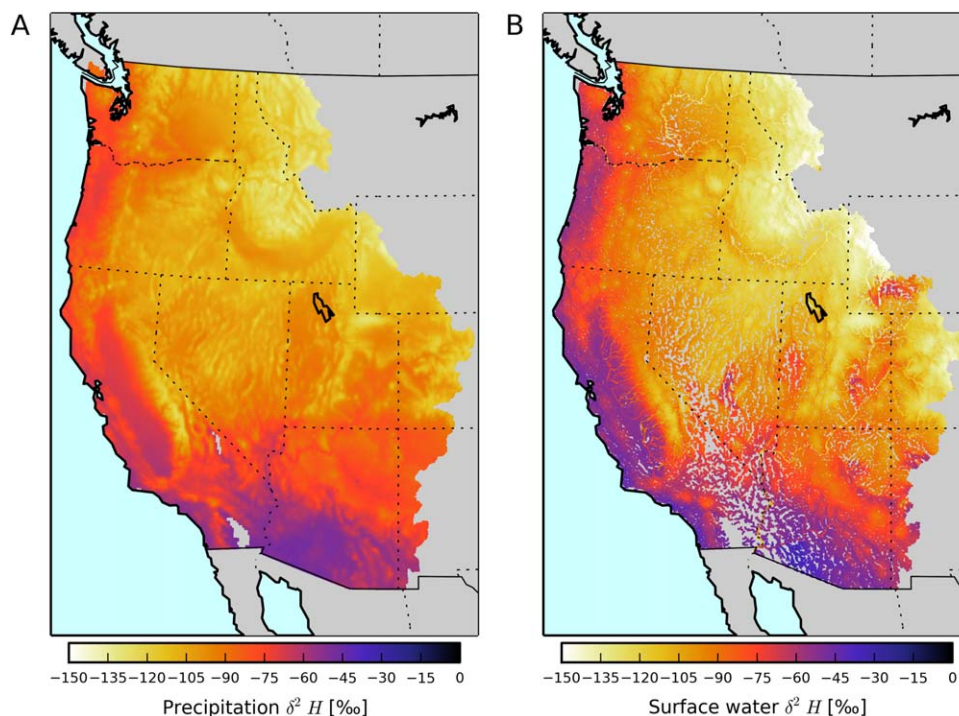 A
B
−150 −135 −120 −105 −90 −75 −60 −45 −30 −15 0
Precipitation δ² H [‰]
−150 −135 −120 −105 −90 −75 −60 −45 −30 −15 0
Surface water δ² H [‰]